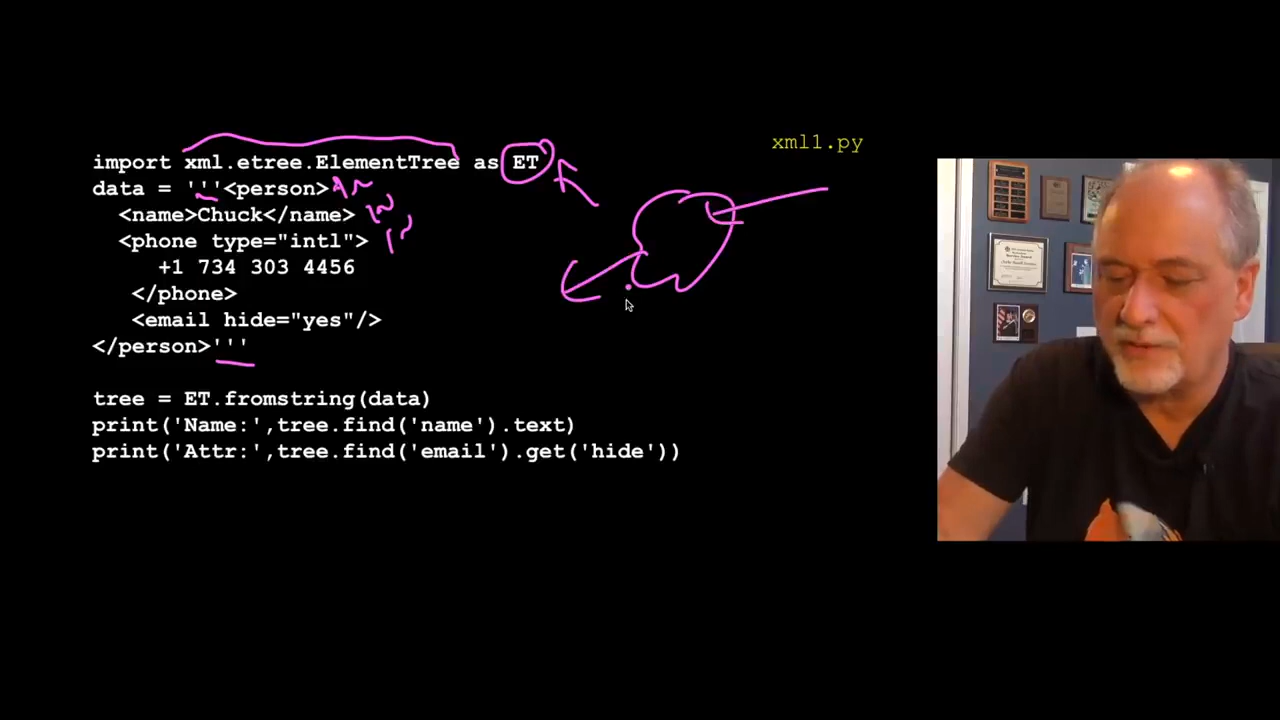 xml1.py
import xml.etree.ElementTree as ET
data = '''<person>
<name>Chuck</name>
<phone type="intl">
+1 734 303 4456
</phone>
<email hide="yes"/>
</person>'''
tree = ET.fromstring(data)
print('Name:',tree.find('name').text)
print('Attr:',tree.find('email').get('hide'))